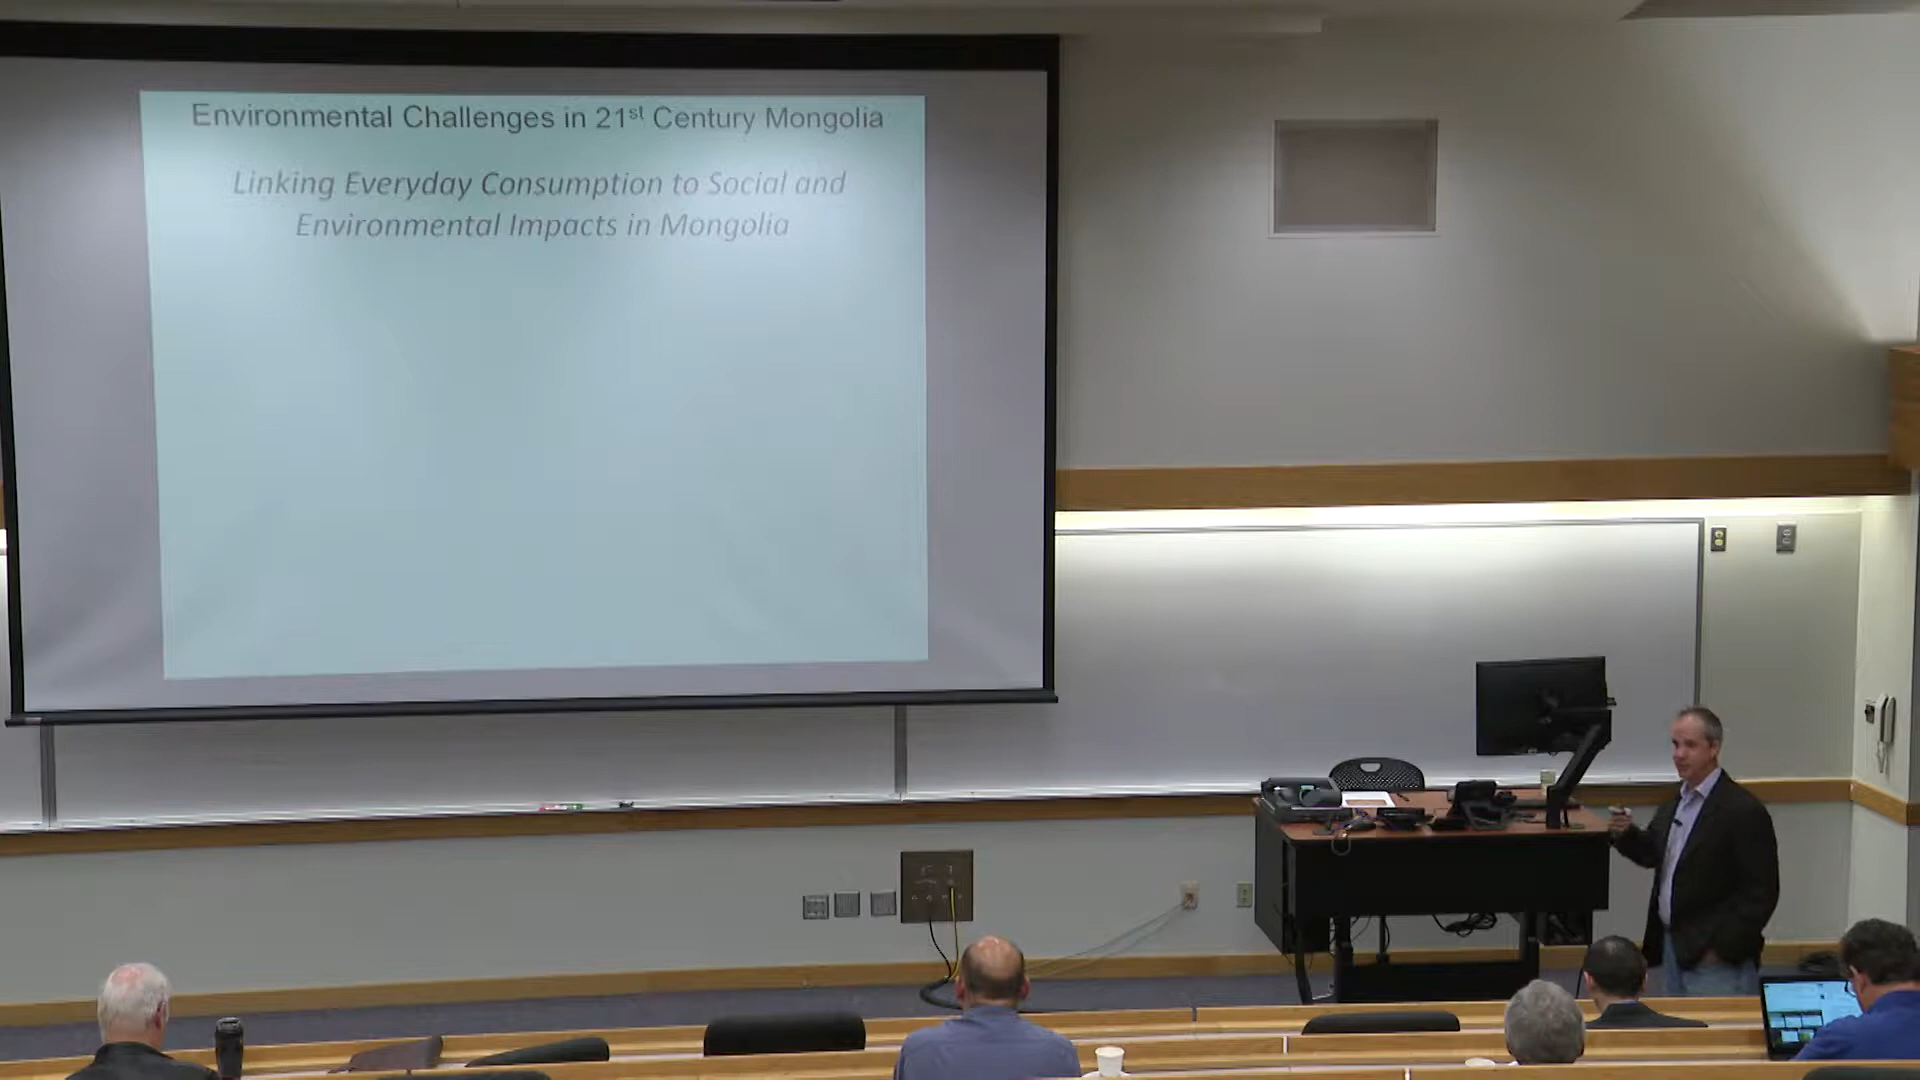 Environmental Challenges in 21st Century Mongolia
Linking Everyday Consumption to Social and
Environmental Impacts in Mongolia